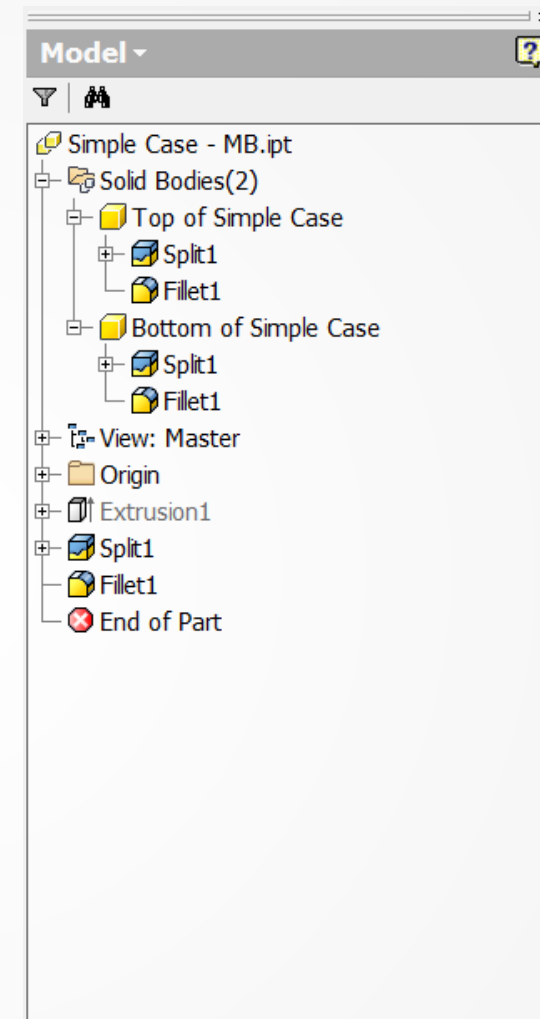 Model
Simple Case - MB.ipt
Solid Bodies(2)
Top of Simple Case
Split1
Fillet1
Bottom of Simple Case
Split1
Fillet1
View: Master
Origin
Extrusion1
Split1
Fillet1
End of Part